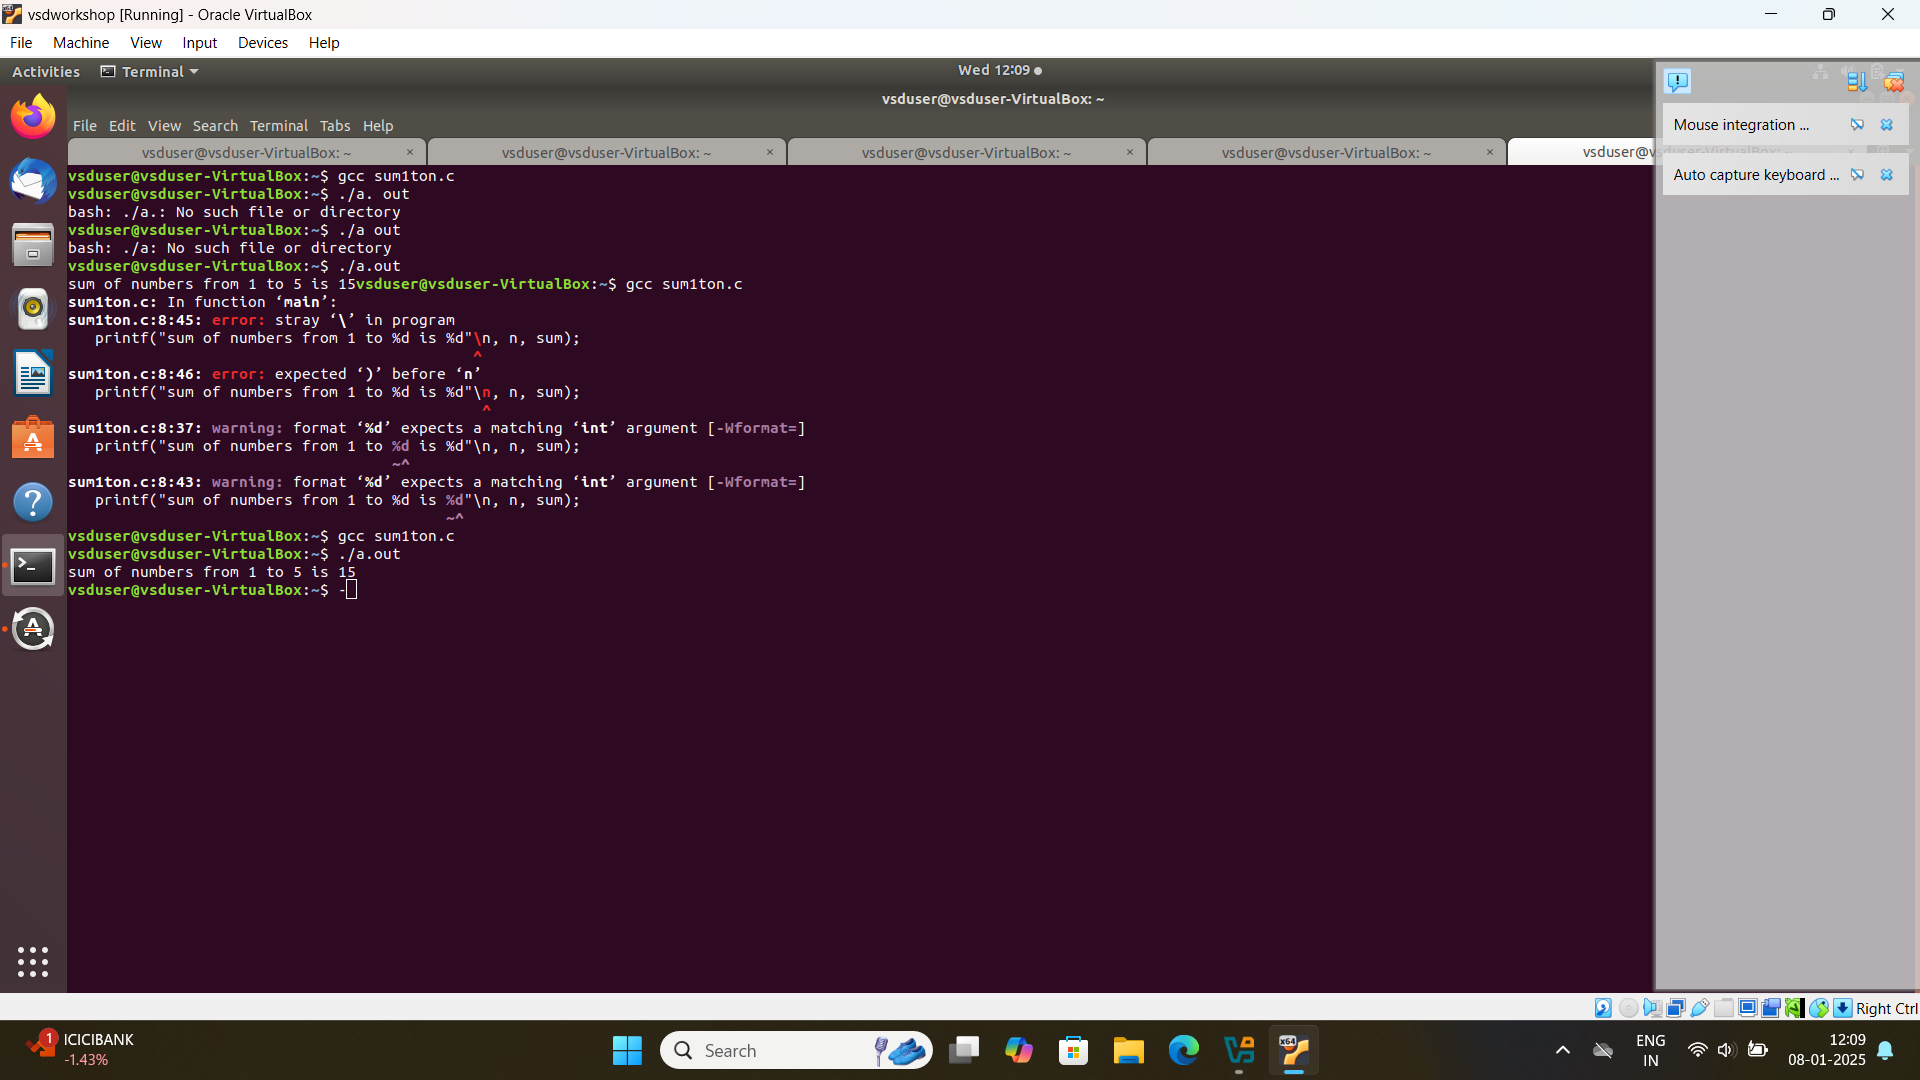 vsdworkshop [Running] - Oracle VirtualBox
File Machine View Input Devices Help
Activities Terminal Wed 12:09
vsduser@vsduser-VirtualBox: ~
File Edit View Search Terminal Tabs Help
vsduser@vsduser-VirtualBox: ~ × vsduser@vsduser-VirtualBox: ~ × vsduser@vsduser-VirtualBox: ~ × vsduser@vsduser-VirtualBox: ~ × vsduser@vsduser-VirtualBox: ~
Mouse integration ...
Auto capture keyboard ...
vsduser@vsduser-VirtualBox:~$ gcc sum1ton.c
vsduser@vsduser-VirtualBox:~$ ./a. out
bash: ./a.: No such file or directory
vsduser@vsduser-VirtualBox:~$ ./a out
bash: ./a: No such file or directory
vsduser@vsduser-VirtualBox:~$ ./a.out
sum of numbers from 1 to 5 is 15vsduser@vsduser-VirtualBox:~$ gcc sum1ton.c
sum1ton.c: In function ‘main’:
sum1ton.c:8:45: error: stray ‘\’ in program
   printf("sum of numbers from 1 to %d is %d"\n, n, sum);
                                             ^
sum1ton.c:8:46: error: expected ‘)’ before ‘n’
   printf("sum of numbers from 1 to %d is %d"\n, n, sum);
                                              ^
sum1ton.c:8:37: warning: format ‘%d’ expects a matching ‘int’ argument [-Wformat=]
   printf("sum of numbers from 1 to %d is %d"\n, n, sum);
                                    ~^
sum1ton.c:8:43: warning: format ‘%d’ expects a matching ‘int’ argument [-Wformat=]
   printf("sum of numbers from 1 to %d is %d"\n, n, sum);
                                          ~^
vsduser@vsduser-VirtualBox:~$ gcc sum1ton.c
vsduser@vsduser-VirtualBox:~$ ./a.out
sum of numbers from 1 to 5 is 15
vsduser@vsduser-VirtualBox:~$ -
Right Ctrl
1
ICICIBANK
-1.43%
Search
x64
ENG
IN
12:09
08-01-2025